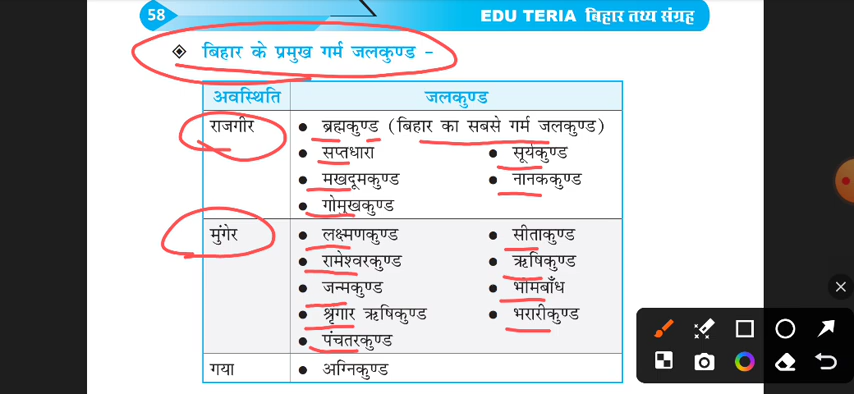 58
EDU TERIA बिहार तथ्य संग्रह
बिहार के प्रमुख गर्म जलकुण्ड -
अवस्थिति जलकुण्ड
राजगीर • ब्रह्मकुण्ड (बिहार का सबसे गर्म जलकुण्ड)
• सप्तधारा • सूर्यकुण्ड
• मखदूमकुण्ड • नानककुण्ड
• गोमुखकुण्ड
मुंगेर • लक्ष्मणकुण्ड • सीताकुण्ड
• रामेश्वरकुण्ड • ऋषिकुण्ड
• जन्मकुण्ड • भीमबाँध
• श्रृंगार ऋषिकुण्ड • भरारीकुण्ड
• पंचतरकुण्ड
गया • अग्निकुण्ड